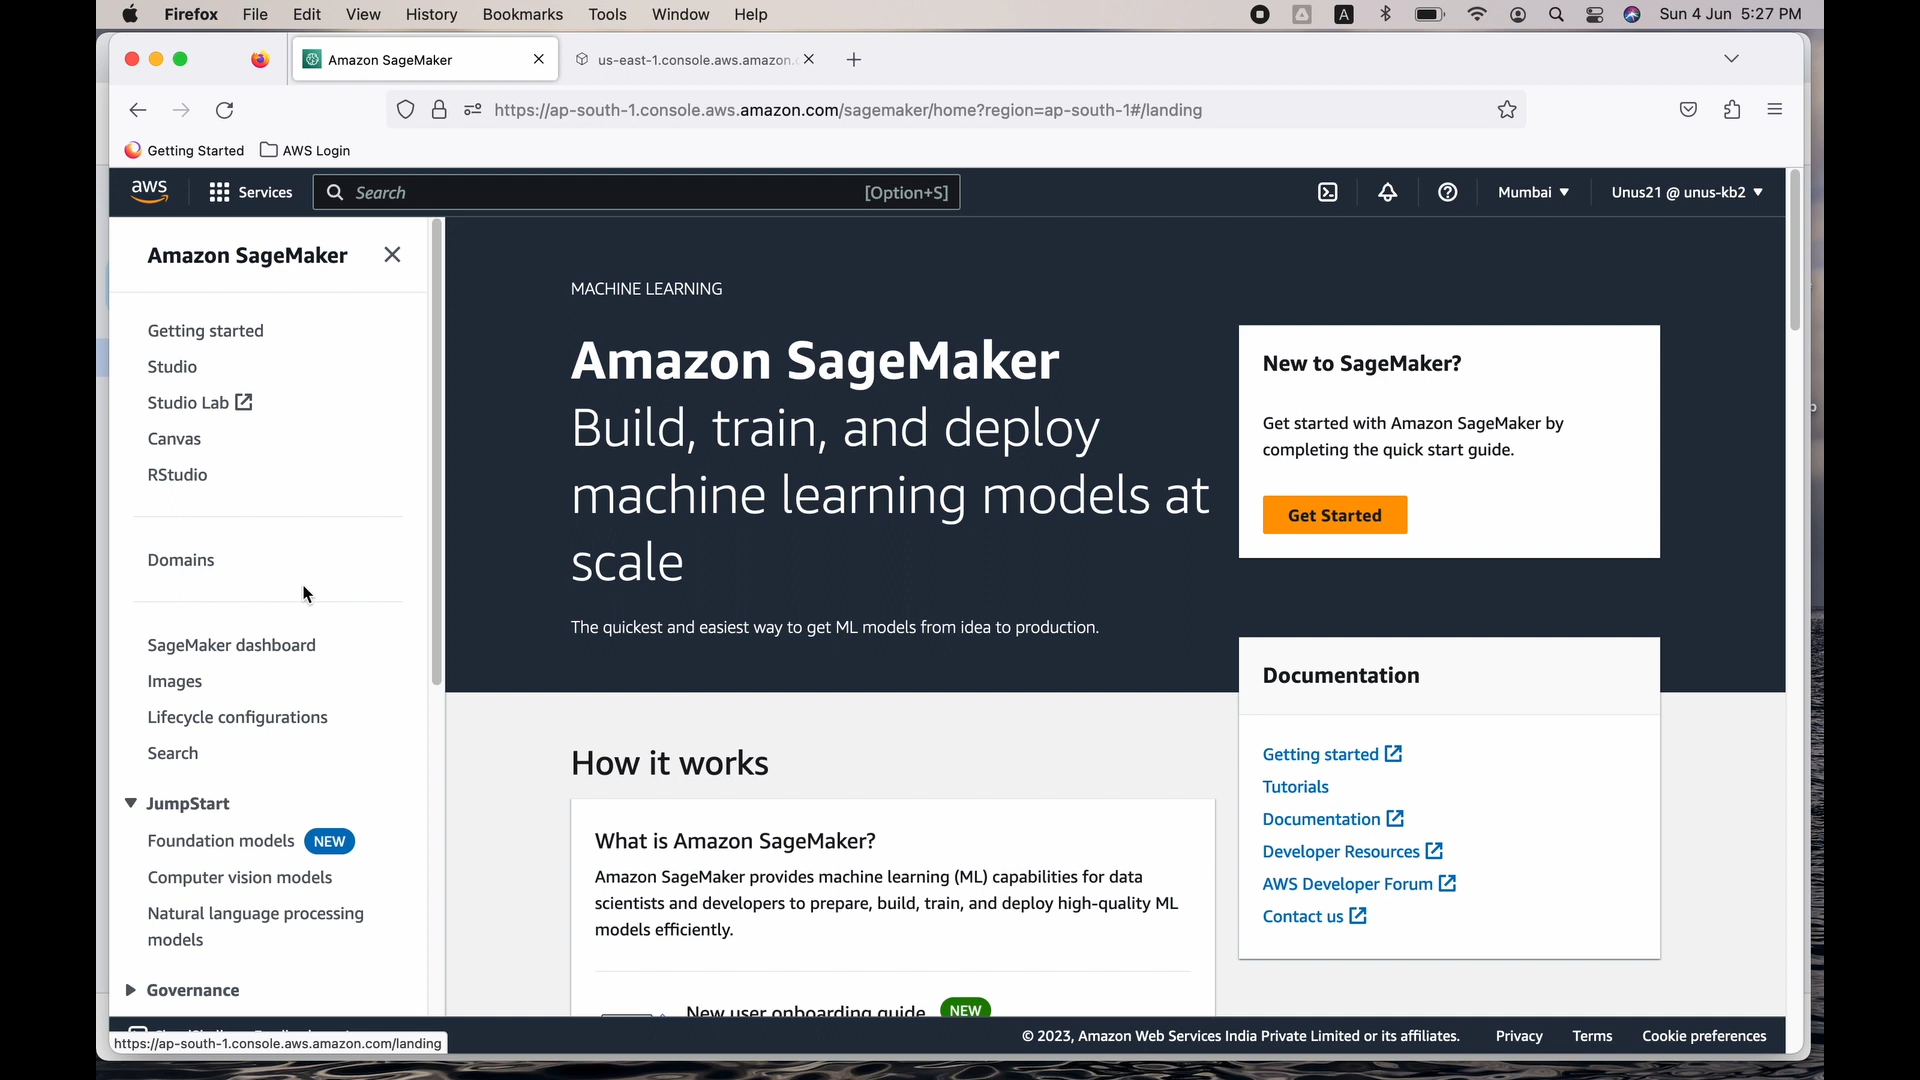 Firefox File Edit View History Bookmarks Tools Window Help
A
Sun 4 Jun 5:27 PM
Amazon SageMaker
us-east-1.console.aws.amazon.
https://ap-south-1.console.aws.amazon.com/sagemaker/home?region=ap-south-1#/landing
Getting Started
AWS Login
aws
Services
Search [Option+S]
Mumbai
Unus21 @ unus-kb2
Amazon SageMaker
Getting started
Studio
Studio Lab
Canvas
RStudio
Domains
SageMaker dashboard
Images
Lifecycle configurations
Search
JumpStart
Foundation models NEW
Computer vision models
Natural language processing
models
Governance
MACHINE LEARNING
Amazon SageMaker
Build, train, and deploy
machine learning models at
scale
The quickest and easiest way to get ML models from idea to production.
New to SageMaker?
Get started with Amazon SageMaker by
completing the quick start guide.
Get Started
How it works
What is Amazon SageMaker?
Amazon SageMaker provides machine learning (ML) capabilities for data
scientists and developers to prepare, build, train, and deploy high-quality ML
models efficiently.
New user onboarding guide NEW
Documentation
Getting started
Tutorials
Documentation
Developer Resources
AWS Developer Forum
Contact us
https://ap-south-1.console.aws.amazon.com/landing
© 2023, Amazon Web Services India Private Limited or its affiliates. Privacy Terms Cookie preferences